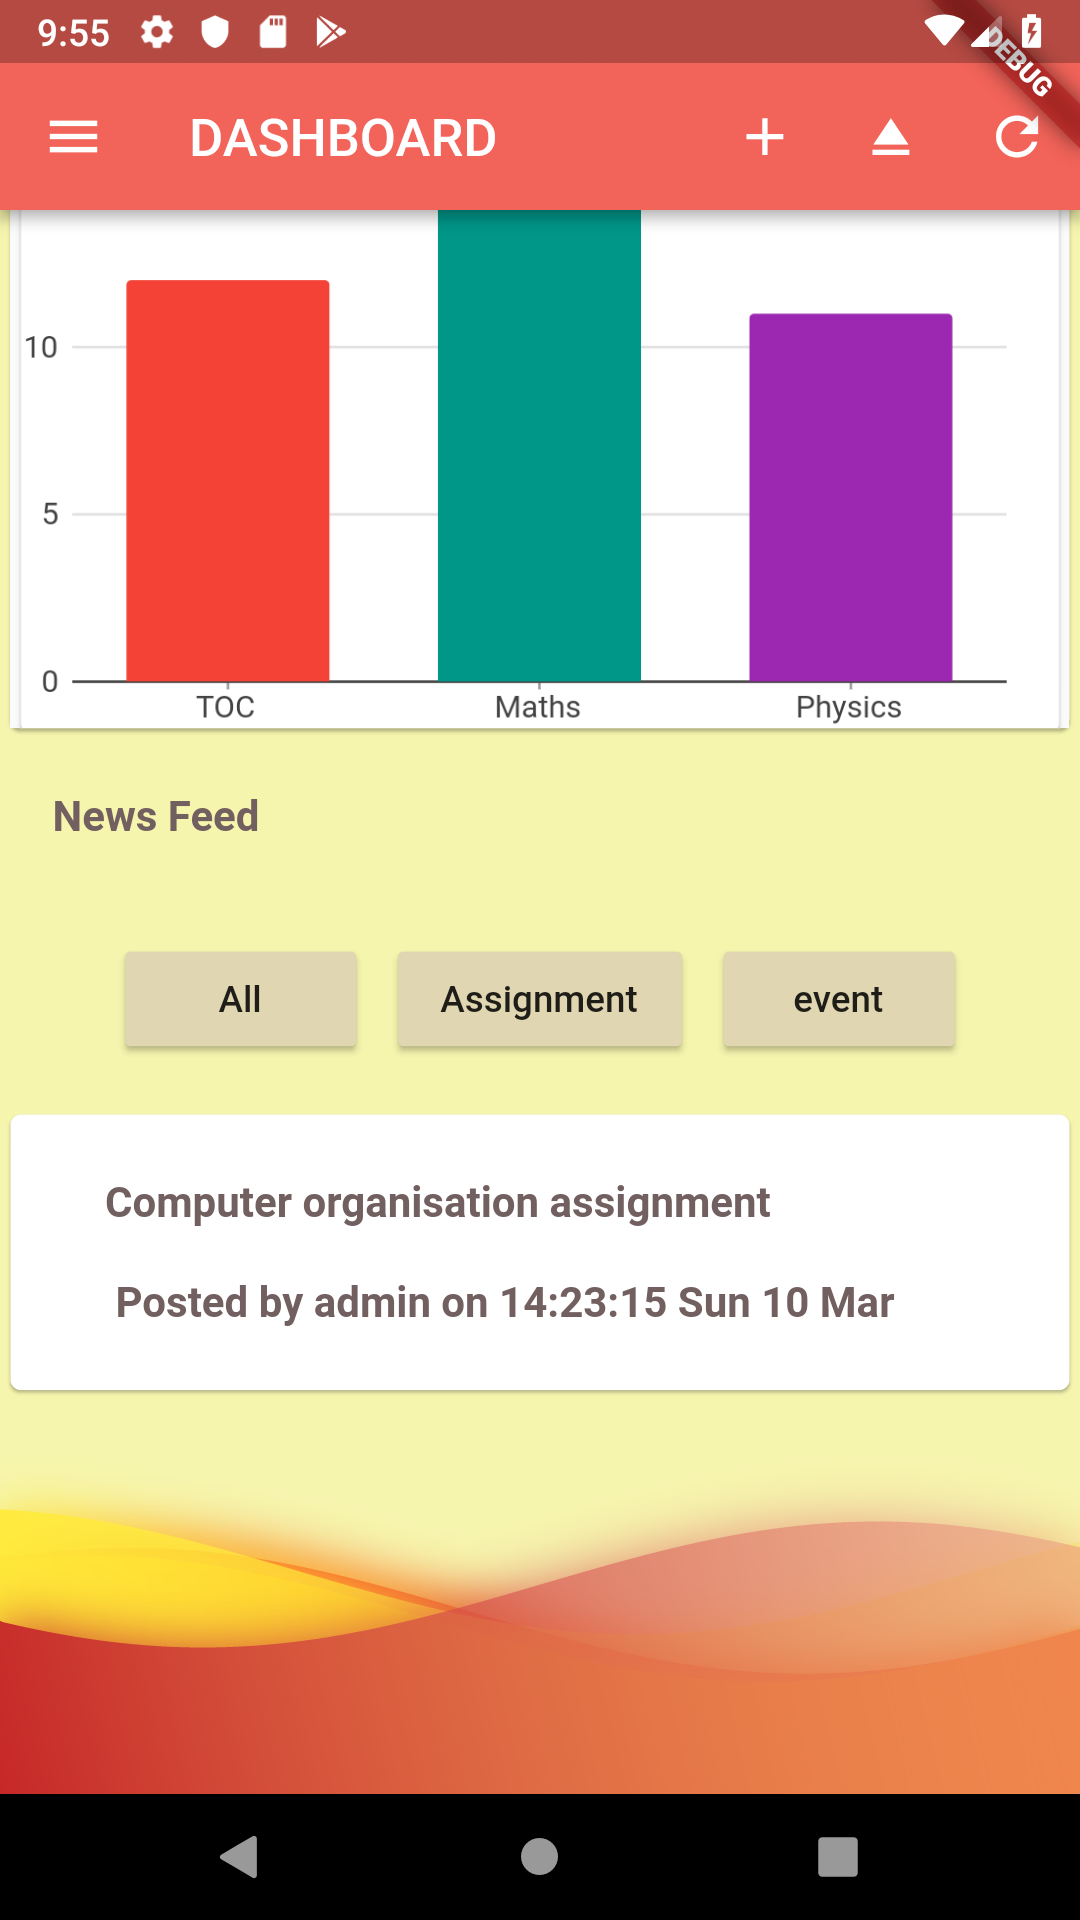 9:55
DEBUG
DASHBOARD
10
5
0
TOC Maths Physics
News Feed
All Assignment event
Computer organisation assignment
Posted by admin on 14:23:15 Sun 10 Mar